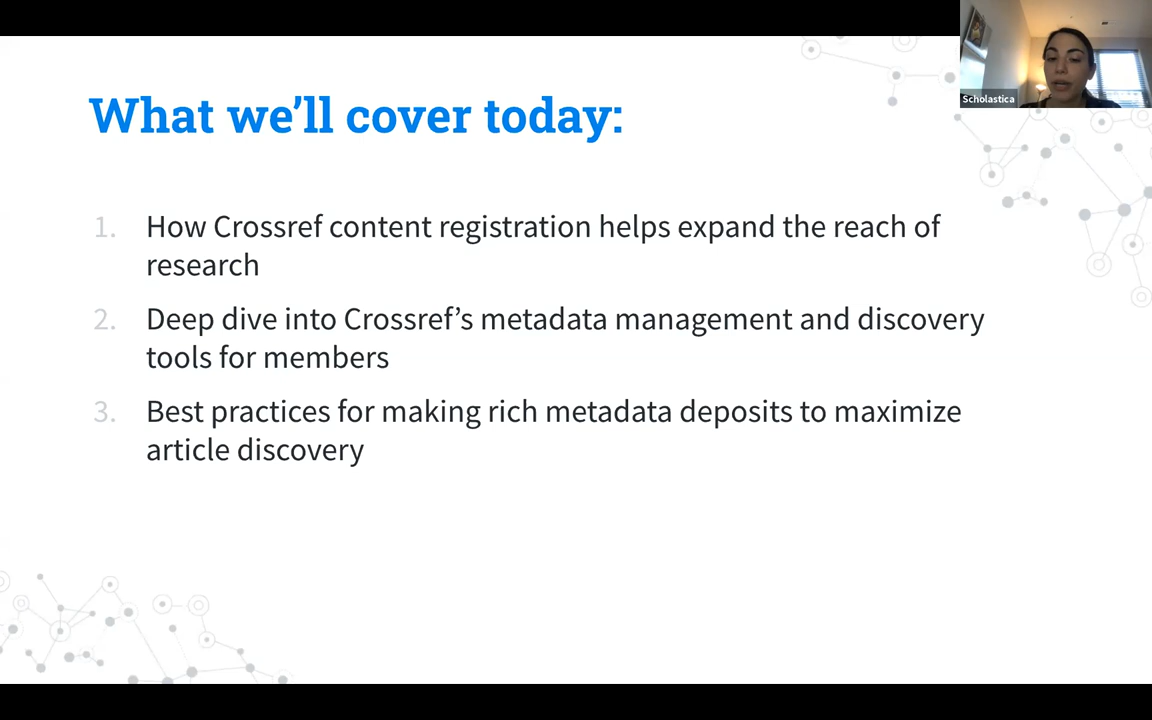 Scholastica
What we'll cover today:
1. How Crossref content registration helps expand the reach of
research
2. Deep dive into Crossref's metadata management and discovery
tools for members
3. Best practices for making rich metadata deposits to maximize
article discovery